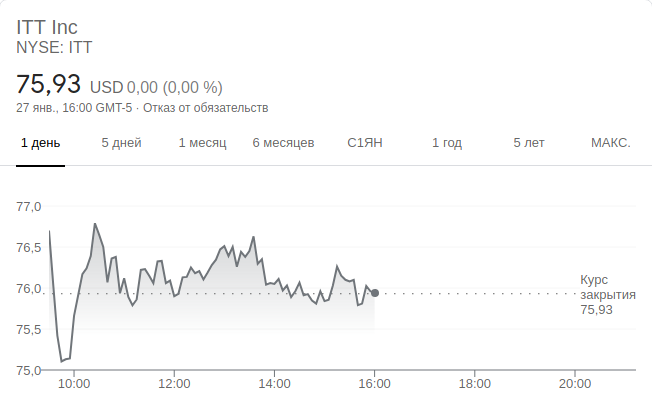 ITT Inc
NYSE: ITT
75,93 USD 0,00 (0,00 %)
27 янв., 16:00 GMT-5 · Отказ от обязательств
1 день 5 дней 1 месяц 6 месяцев С1ЯН 1 год 5 лет МАКС.
77,0
76,5
76,0
75,5
75,0
Курс
закрытия
75,93
10:00 12:00 14:00 16:00 18:00 20:00